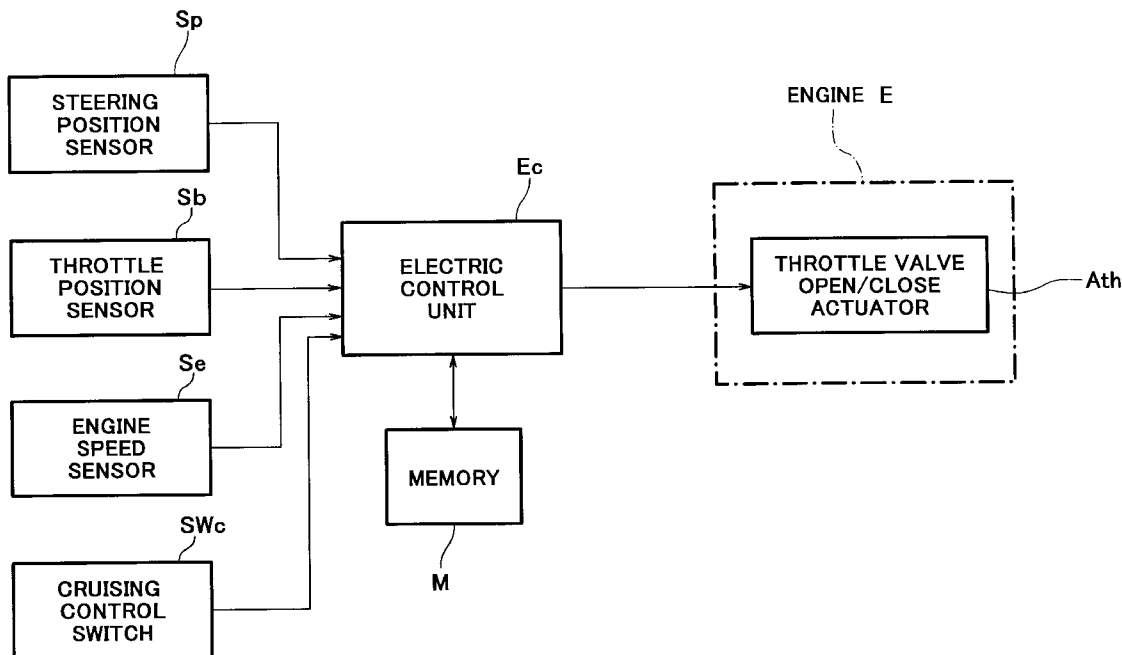 Sp
STEERING
POSITION
SENSOR
Sb
THROTTLE
POSITION
SENSOR
Se
ENGINE
SPEED
SENSOR
SWc
CRUISING
CONTROL
SWITCH
Ec
ELECTRIC
CONTROL
UNIT
MEMORY
M
ENGINE E
THROTTLE VALVE
OPEN/CLOSE
ACTUATOR
Ath